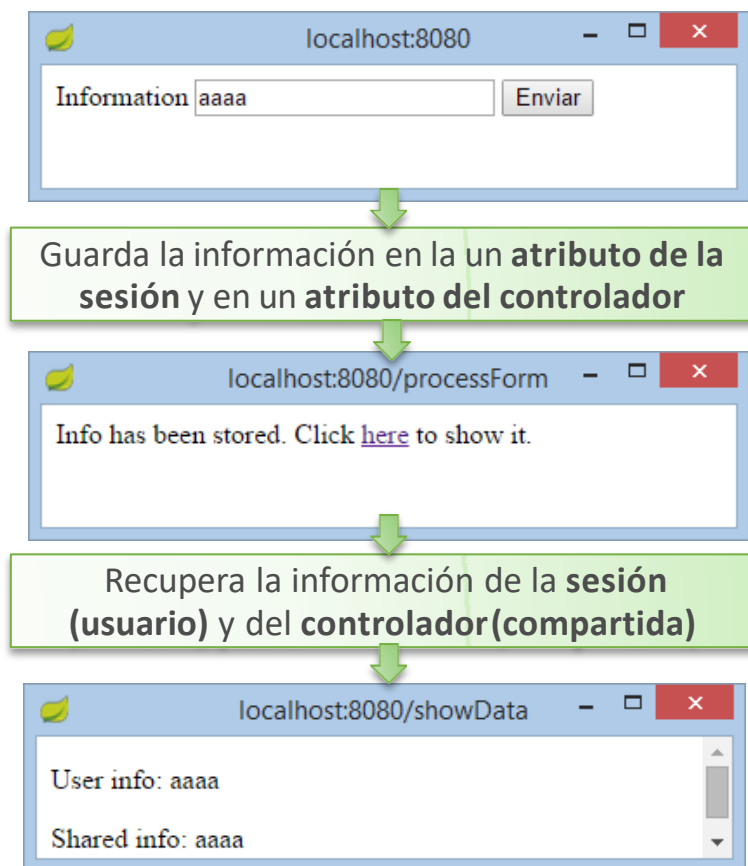 localhost:8080
Information aaaa Enviar
Guarda la información en la un atributo de la
sesión y en un atributo del controlador
localhost:8080/processForm
Info has been stored. Click here to show it.
Recupera la información de la sesión
(usuario) y del controlador (compartida)
localhost:8080/showData
User info: aaaa
Shared info: aaaa